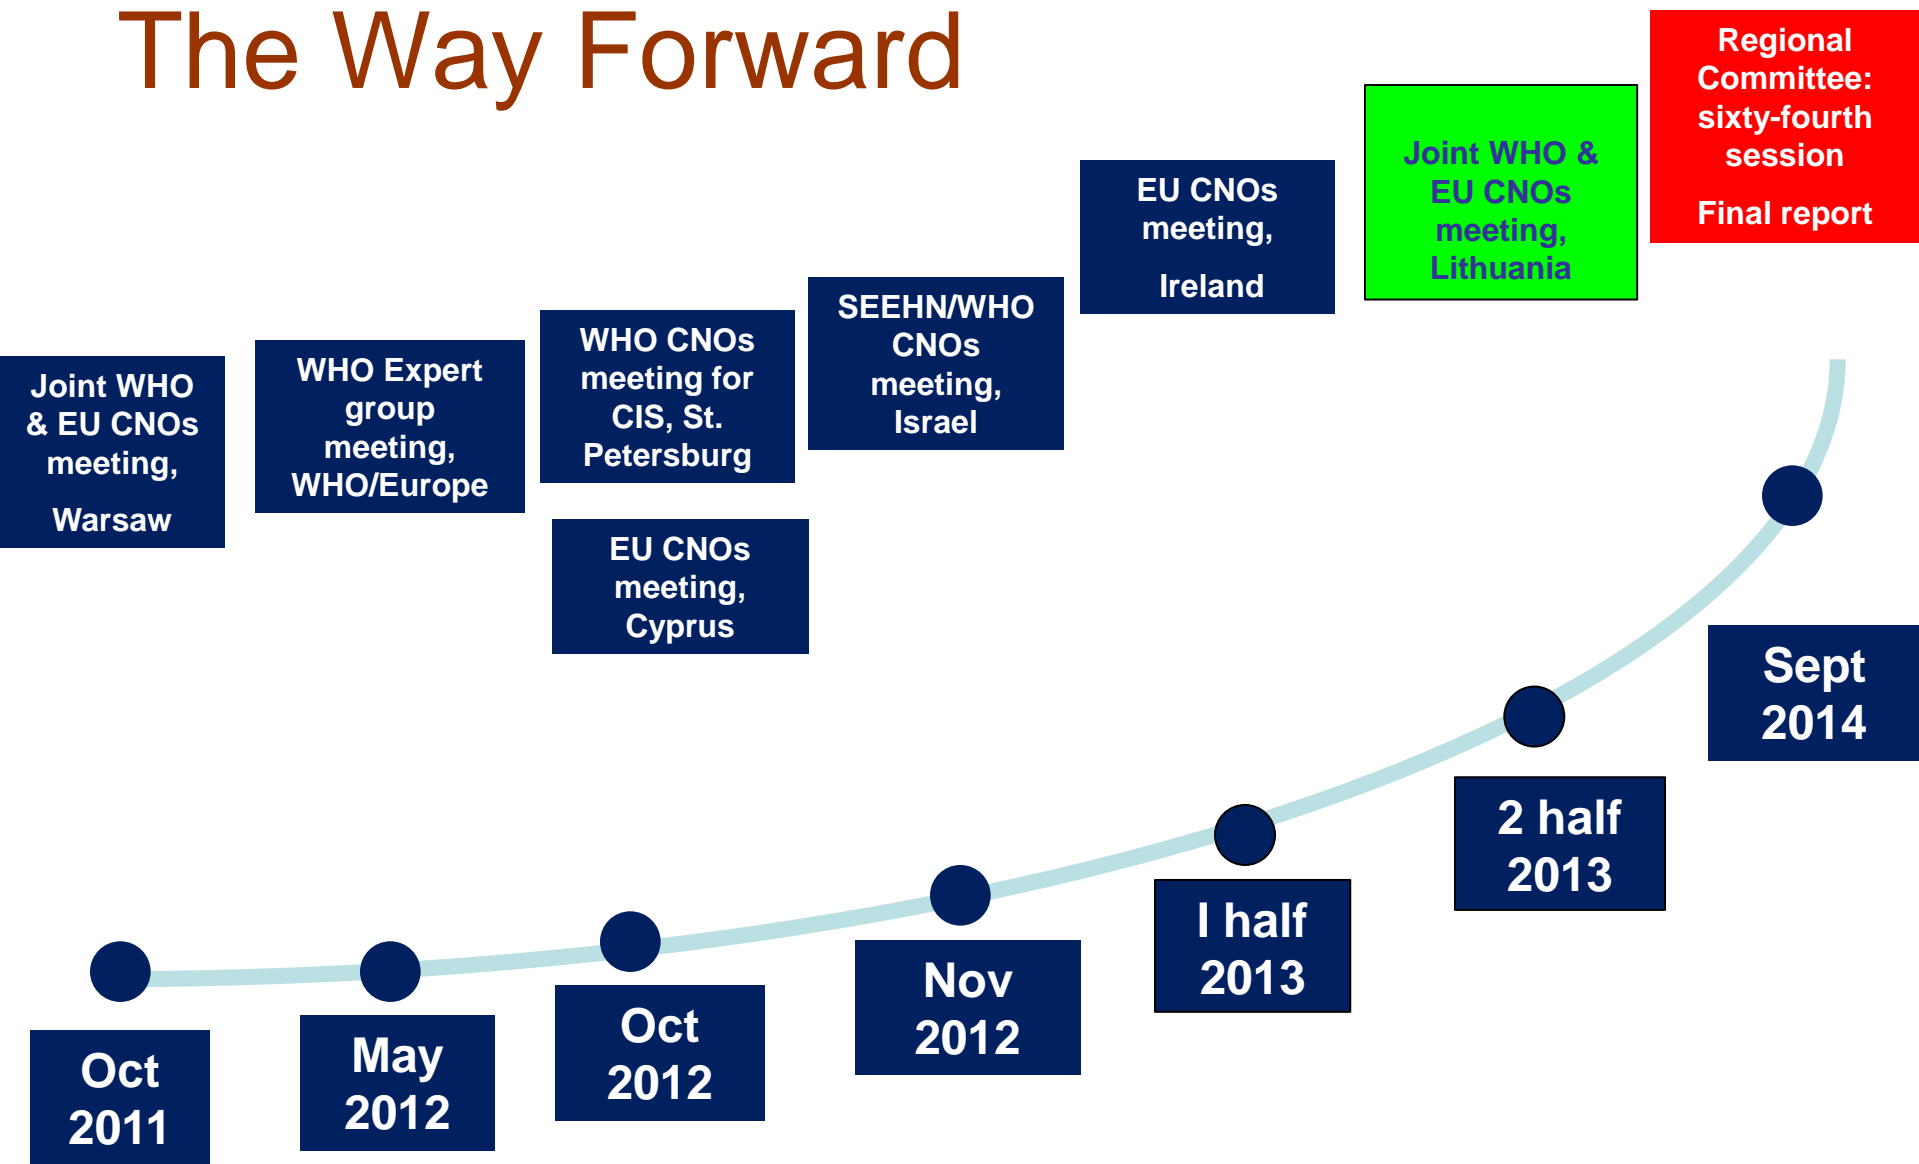 The Way Forward
Joint WHO
& EU CNOs
meeting,
Warsaw
WHO Expert
group
meeting,
WHO/Europe
WHO CNOs
meeting for
CIS, St.
Petersburg
EU CNOs
meeting,
Cyprus
SEEHN/WHO
CNOs
meeting,
Israel
EU CNOs
meeting,
Ireland
Joint WHO &
EU CNOs
meeting,
Lithuania
Regional
Committee:
sixty-fourth
session
Final report
Oct
2011
May
2012
Oct
2012
Nov
2012
I half
2013
2 half
2013
Sept
2014